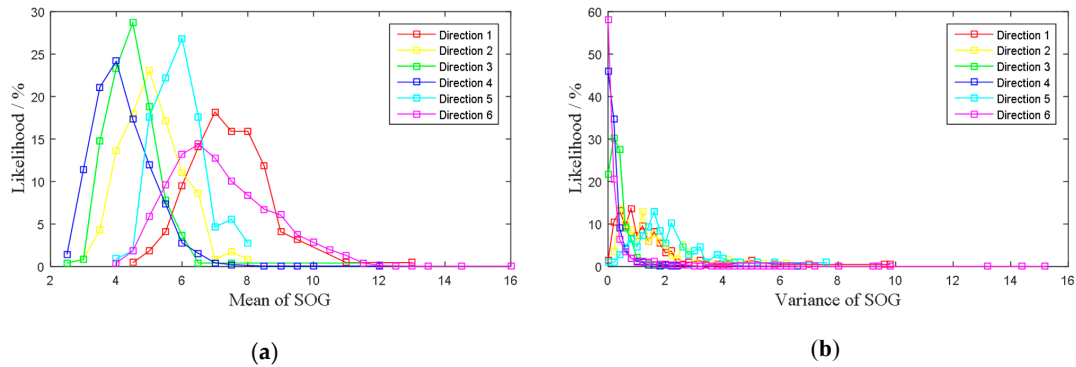 30
25
20
15
10
5
0
Likelihood / %
2 4 6 8 10 12 14 16
Mean of SOG
Direction 1
Direction 2
Direction 3
Direction 4
Direction 5
Direction 6
(a)
60
50
40
30
20
10
0
Likelihood / %
0 2 4 6 8 10 12 14 16
Variance of SOG
Direction 1
Direction 2
Direction 3
Direction 4
Direction 5
Direction 6
(b)